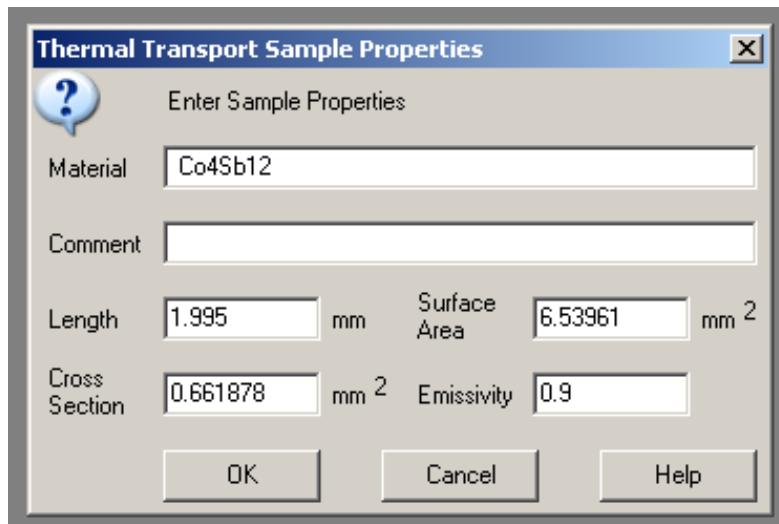 Thermal Transport Sample Properties
Enter Sample Properties
Material Co4Sb12
Comment
Length 1.995 mm Surface Area 6.53961 mm 2
Cross Section 0.661878 mm 2 Emissivity 0.9
OK Cancel Help